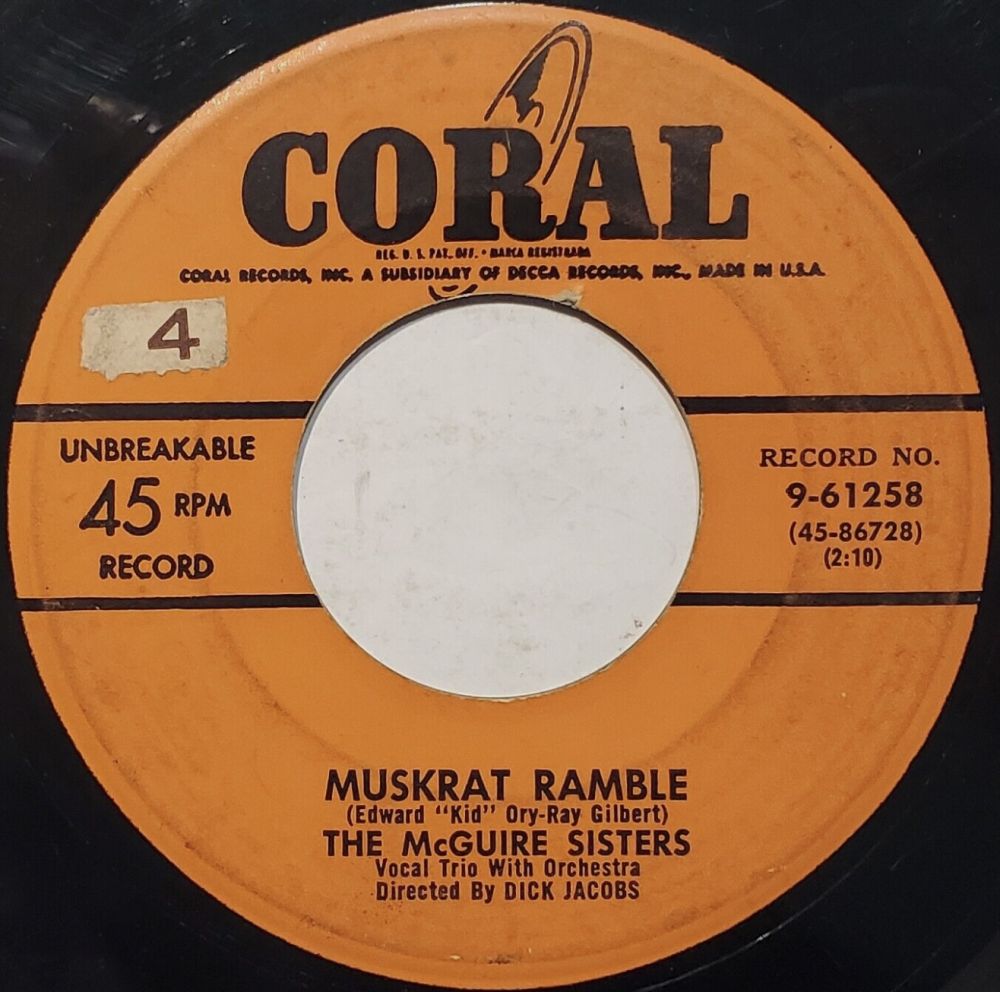 CORAL
REG. U. S. PAT. OFF. • MARCA REGISTRADA
CORAL RECORDS, INC. A SUBSIDIARY OF DECCA RECORDS, INC., MADE IN U.S.A.
4
UNBREAKABLE
45 RPM
RECORD
RECORD NO.
9-61258
(45-86728)
(2:10)
MUSKRAT RAMBLE
(Edward "Kid" Ory-Ray Gilbert)
THE McGUIRE SISTERS
Vocal Trio With Orchestra
Directed By DICK JACOBS